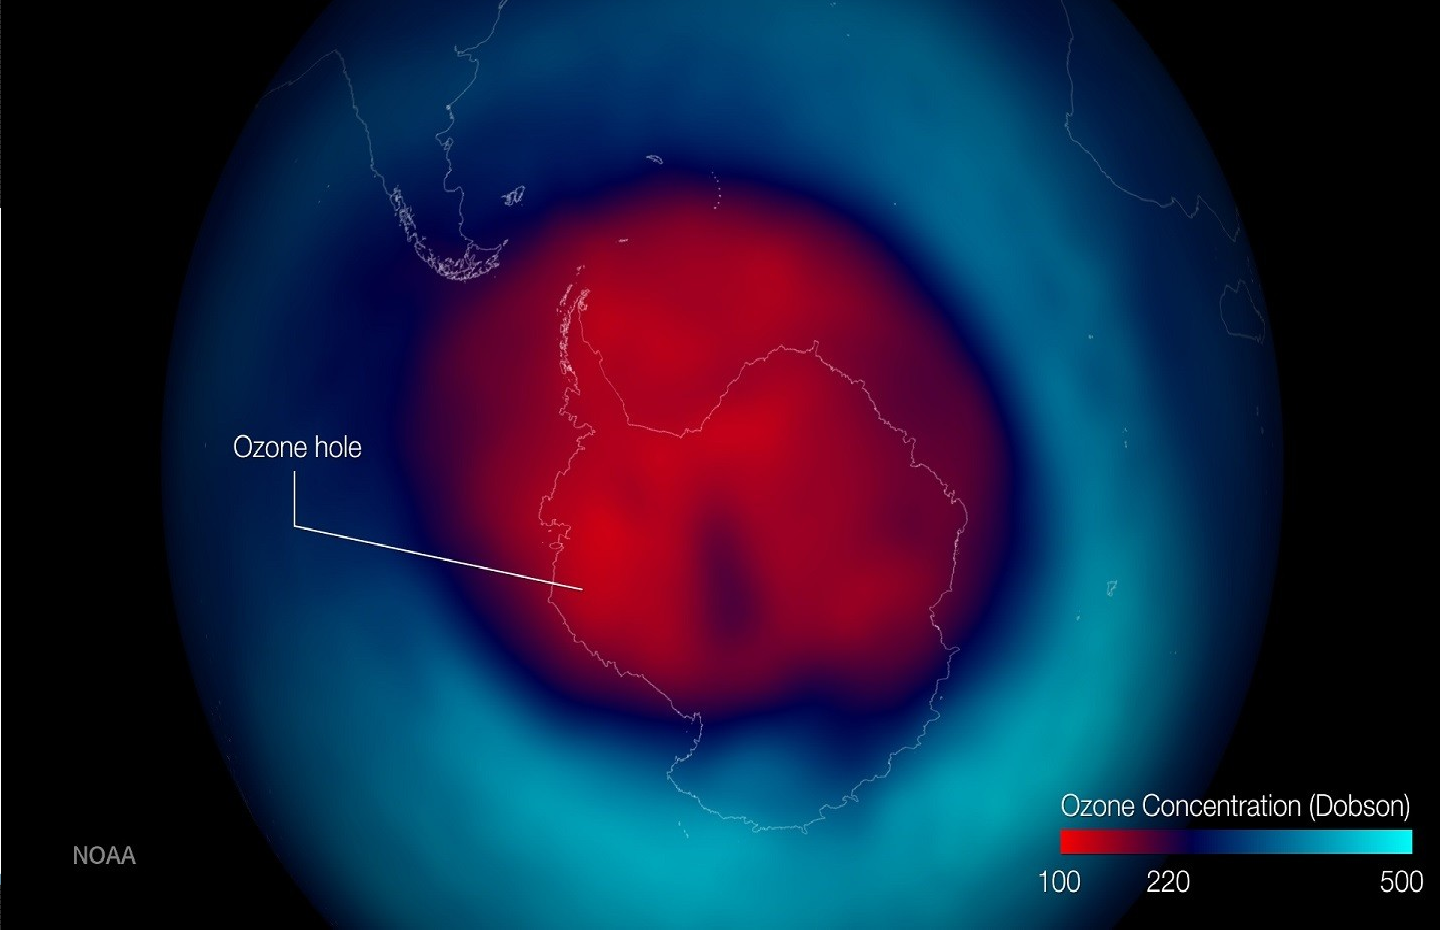 Ozone hole
Ozone Concentration (Dobson)
100 220 500
NOAA